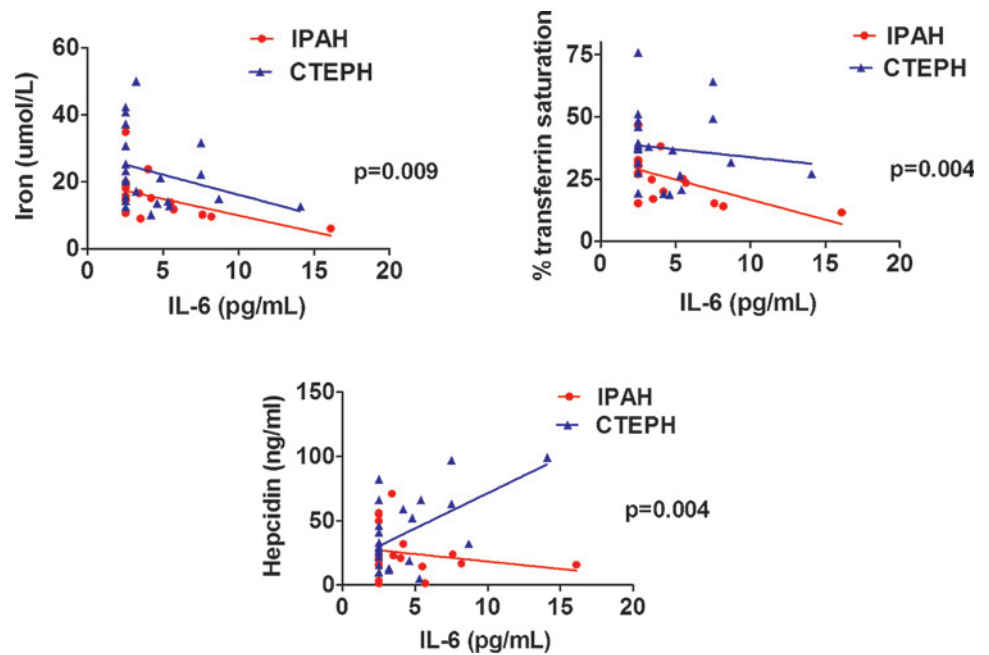 IPAH
CTEPH
60
40
20
0
Iron (umol/L)
p=0.009
0 5 10 15 20
IL-6 (pg/mL)
IPAH
CTEPH
75
50
25
0
% transferrin saturation
p=0.004
0 5 10 15 20
IL-6 (pg/mL)
IPAH
CTEPH
150
100
50
0
Hepcidin (ng/ml)
p=0.004
0 5 10 15 20
IL-6 (pg/mL)